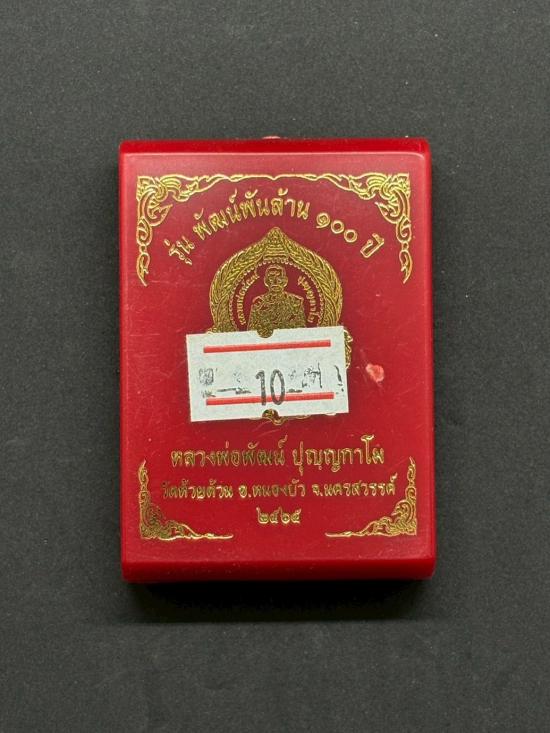 รุ่น พัฒน์พันล้าน ๑๐๐ ปี
10
หลวงพ่อพัฒน์ ปุญฺญกาโม
วัดห้วยด้วน อ.หนองบัว จ.นครสวรรค์
๒๕๖๕